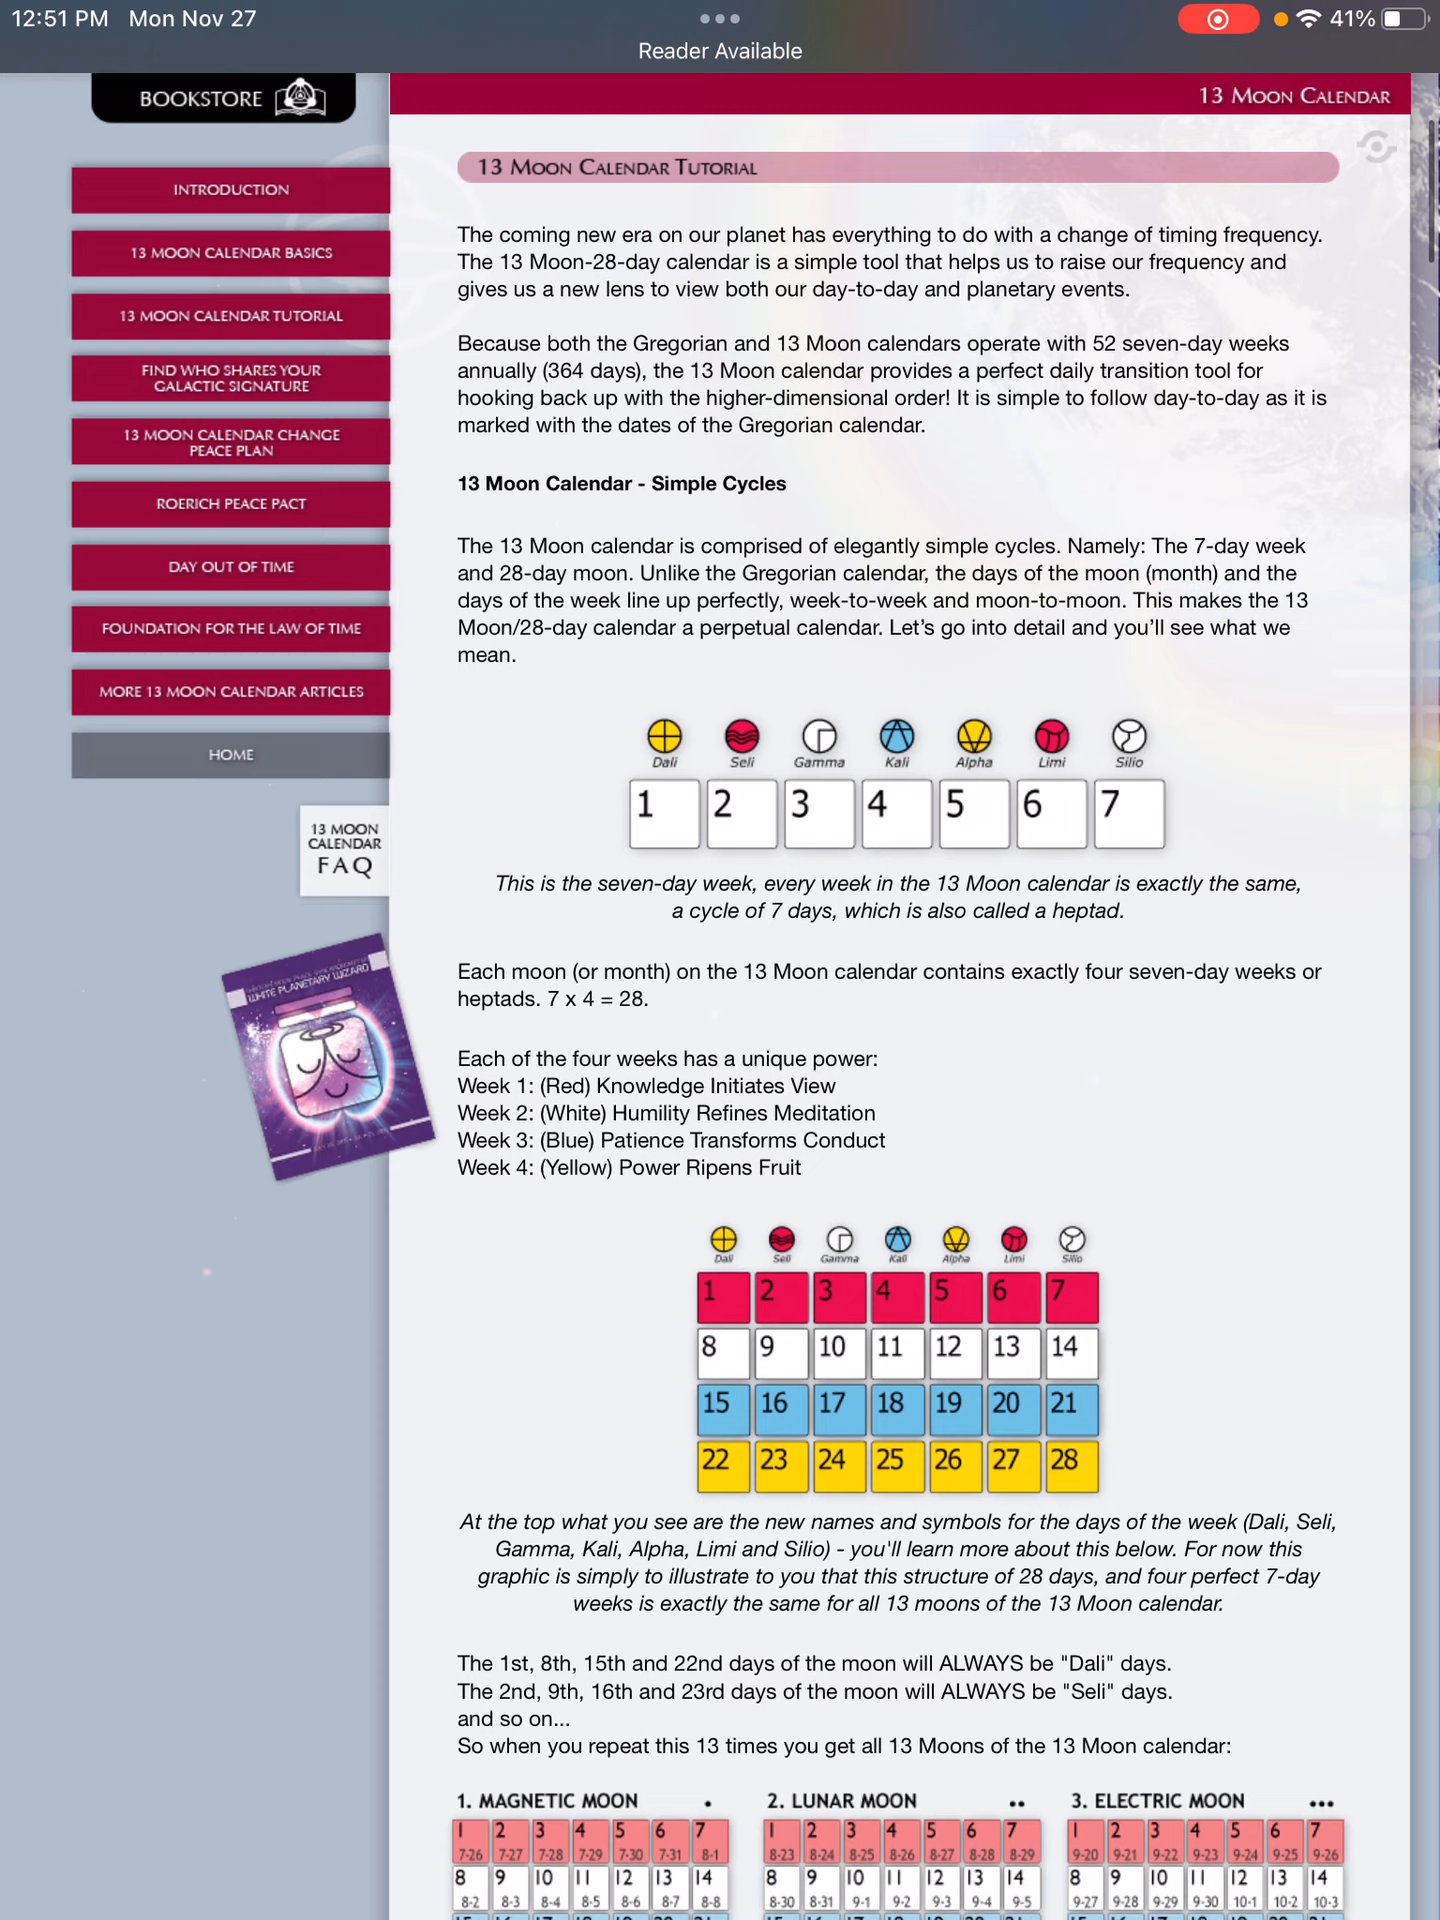 12:51 PM Mon Nov 27
41%
Reader Available
BOOKSTORE
13 MOON CALENDAR
INTRODUCTION
13 MOON CALENDAR BASICS
13 MOON CALENDAR TUTORIAL
FIND WHO SHARES YOUR
GALACTIC SIGNATURE
13 MOON CALENDAR CHANGE
PEACE PLAN
ROERICH PEACE PACT
DAY OUT OF TIME
FOUNDATION FOR THE LAW OF TIME
MORE 13 MOON CALENDAR ARTICLES
HOME
13 MOON
CALENDAR
FAQ
WHITE PLANETARY WIZARD
13 MOON CALENDAR TUTORIAL
The coming new era on our planet has everything to do with a change of timing frequency.
The 13 Moon-28-day calendar is a simple tool that helps us to raise our frequency and
gives us a new lens to view both our day-to-day and planetary events.
Because both the Gregorian and 13 Moon calendars operate with 52 seven-day weeks
annually (364 days), the 13 Moon calendar provides a perfect daily transition tool for
hooking back up with the higher-dimensional order! It is simple to follow day-to-day as it is
marked with the dates of the Gregorian calendar.
13 Moon Calendar - Simple Cycles
The 13 Moon calendar is comprised of elegantly simple cycles. Namely: The 7-day week
and 28-day moon. Unlike the Gregorian calendar, the days of the moon (month) and the
days of the week line up perfectly, week-to-week and moon-to-moon. This makes the 13
Moon/28-day calendar a perpetual calendar. Let's go into detail and you'll see what we
mean.
Dali Seli Gamma Kali Alpha Limi Silio
1 2 3 4 5 6 7
This is the seven-day week, every week in the 13 Moon calendar is exactly the same,
a cycle of 7 days, which is also called a heptad.
Each moon (or month) on the 13 Moon calendar contains exactly four seven-day weeks or
heptads. 7 x 4 = 28.
Each of the four weeks has a unique power:
Week 1: (Red) Knowledge Initiates View
Week 2: (White) Humility Refines Meditation
Week 3: (Blue) Patience Transforms Conduct
Week 4: (Yellow) Power Ripens Fruit
Dali Seli Gamma Kali Alpha Limi Silio
1 2 3 4 5 6 7
8 9 10 11 12 13 14
15 16 17 18 19 20 21
22 23 24 25 26 27 28
At the top what you see are the new names and symbols for the days of the week (Dali, Seli,
Gamma, Kali, Alpha, Limi and Silio) - you'll learn more about this below. For now this
graphic is simply to illustrate to you that this structure of 28 days, and four perfect 7-day
weeks is exactly the same for all 13 moons of the 13 Moon calendar.
The 1st, 8th, 15th and 22nd days of the moon will ALWAYS be "Dali" days.
The 2nd, 9th, 16th and 23rd days of the moon will ALWAYS be "Seli" days.
and so on...
So when you repeat this 13 times you get all 13 Moons of the 13 Moon calendar:
1. MAGNETIC MOON • 2. LUNAR MOON •• 3. ELECTRIC MOON •••
1 2 3 4 5 6 7 1 2 3 4 5 6 7 1 2 3 4 5 6 7
7-26 7-27 7-28 7-29 7-30 7-31 8-1 8-23 8-24 8-25 8-26 8-27 8-28 8-29 9-20 9-21 9-22 9-23 9-24 9-25 9-26
8 9 10 11 12 13 14 8 9 10 11 12 13 14 8 9 10 11 12 13 14
8-2 8-3 8-4 8-5 8-6 8-7 8-8 8-30 8-31 9-1 9-2 9-3 9-4 9-5 9-27 9-28 9-29 9-30 10-1 10-2 10-3